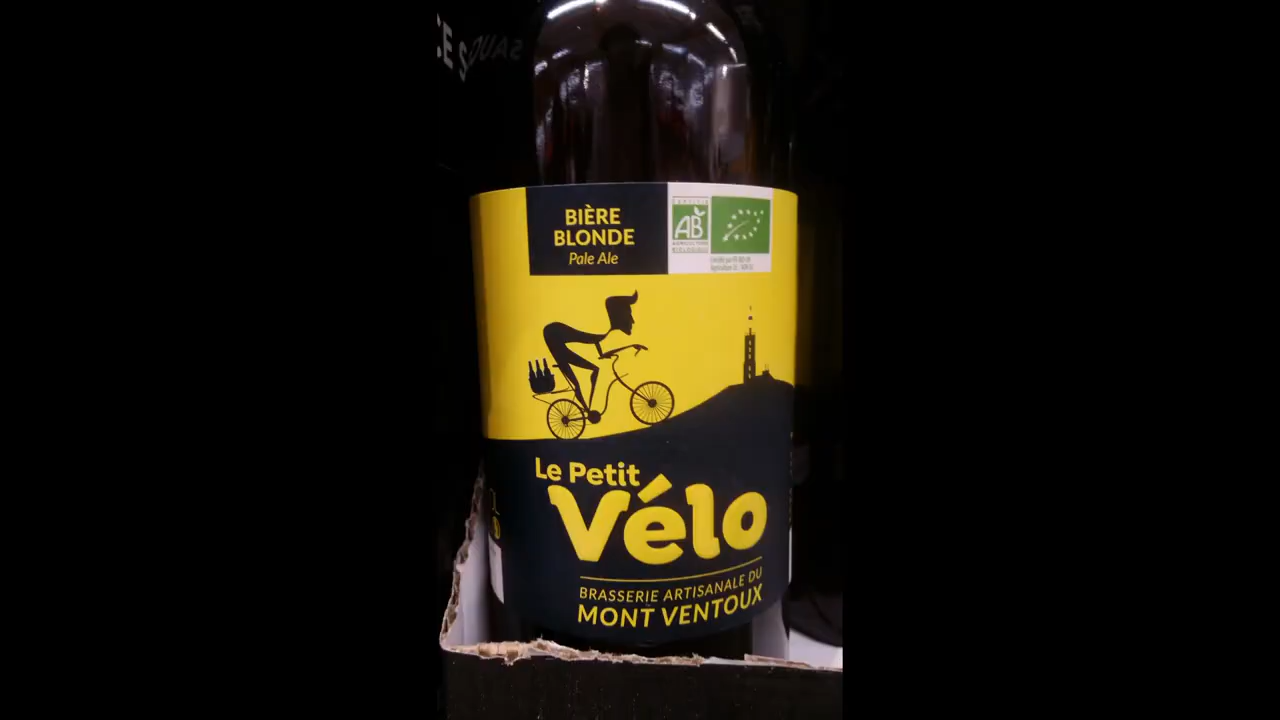 BIÈRE
BLONDE
Pale Ale
AB
Le Petit
Vélo
BRASSERIE ARTISANALE DU
MONT VENTOUX